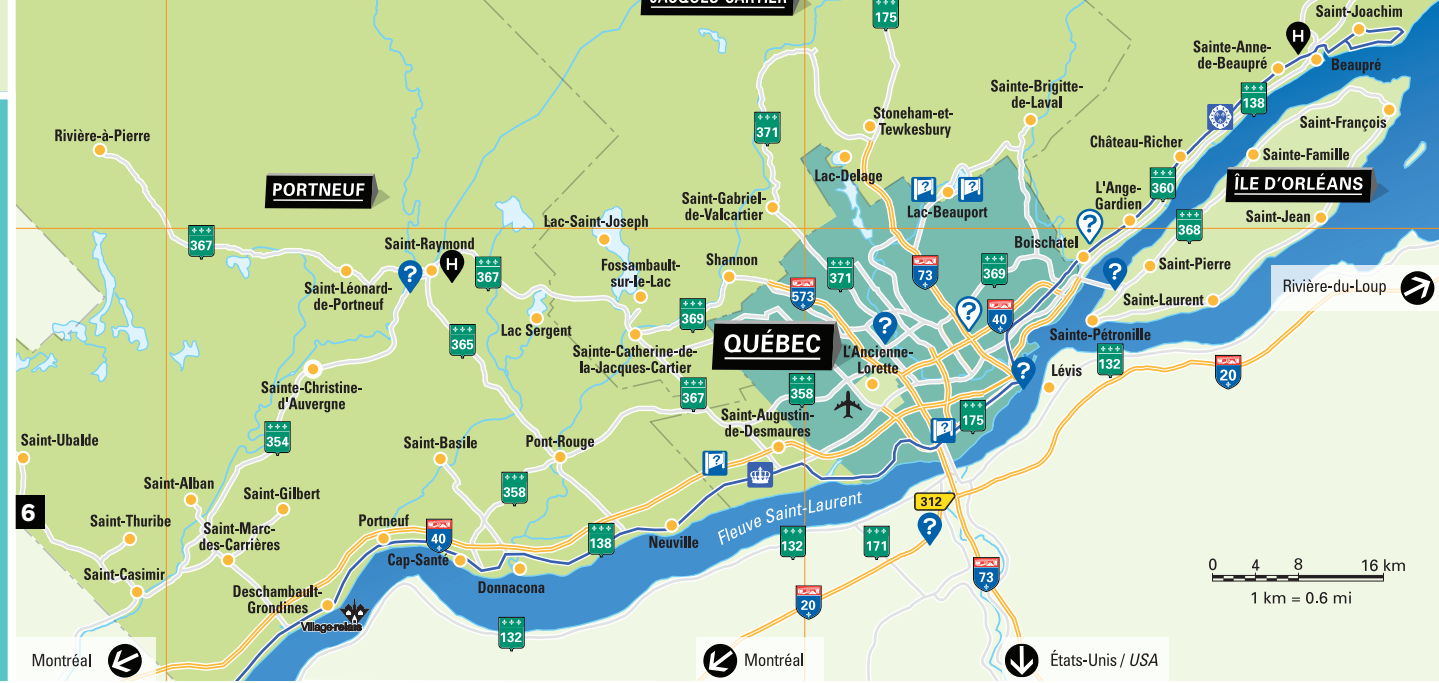 JACQUES-CARTIER
175
Saint-Joachim
H
Sainte-Anne-
de-Beaupré
Beaupré
Sainte-Brigitte-
de-Laval
138
371
Stoneham-et-
Tewkesbury
Saint-François
Rivière-à-Pierre
Château-Richer
Sainte-Famille
Lac-Delage
360
ÎLE D'ORLÉANS
PORTNEUF
?
?
L'Ange-
Gardien
Saint-Gabriel-
de-Valcartier
Lac-Beauport
Lac-Saint-Joseph
Saint-Jean
?
368
367
Saint-Raymond
Boischatel
H
Shannon
Fossambault-
sur-le-Lac
367
371
73
369
Saint-Pierre
?
?
Saint-Léonard-
de-Portneuf
573
Rivière-du-Loup
Saint-Laurent
369
?
40
Lac Sergent
365
?
Sainte-Pétronille
QUÉBEC
Sainte-Catherine-de-
la-Jacques-Cartier
L'Ancienne-
Lorette
132
20
?
Lévis
Sainte-Christine-
d'Auvergne
367
358
Saint-Augustin-
de-Desmaures
175
?
354
Saint-Ubalde
Saint-Basile
Pont-Rouge
?
Saint-Alban
Saint-Gilbert
358
6
312
Fleuve Saint-Laurent
Saint-Thuribe
Saint-Marc-
des-Carrières
Portneuf
40
138
Neuville
132
171
?
Cap-Santé
0 4 8 16 km
1 km = 0.6 mi
Saint-Casimir
Donnacona
73
Deschambault-
Grondines
20
Village-relais
132
Montréal
Montréal
États-Unis / USA